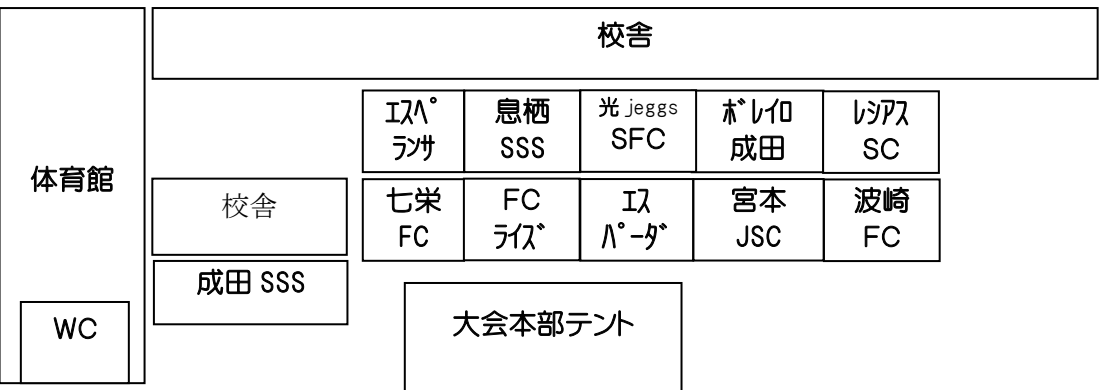 校舎
体育館
ｴｽﾍﾟ
ﾗﾝｻ
息栖
SSS
光 jeggs
SFC
ﾎﾞﾚｲﾛ
成田
ﾚｼｱｽ
SC
校舎
七栄
FC
FC
ﾗｲｽﾞ
ｴｽ
ﾊﾟｰﾀﾞ
宮本
JSC
波崎
FC
成田 SSS
WC
大会本部テント